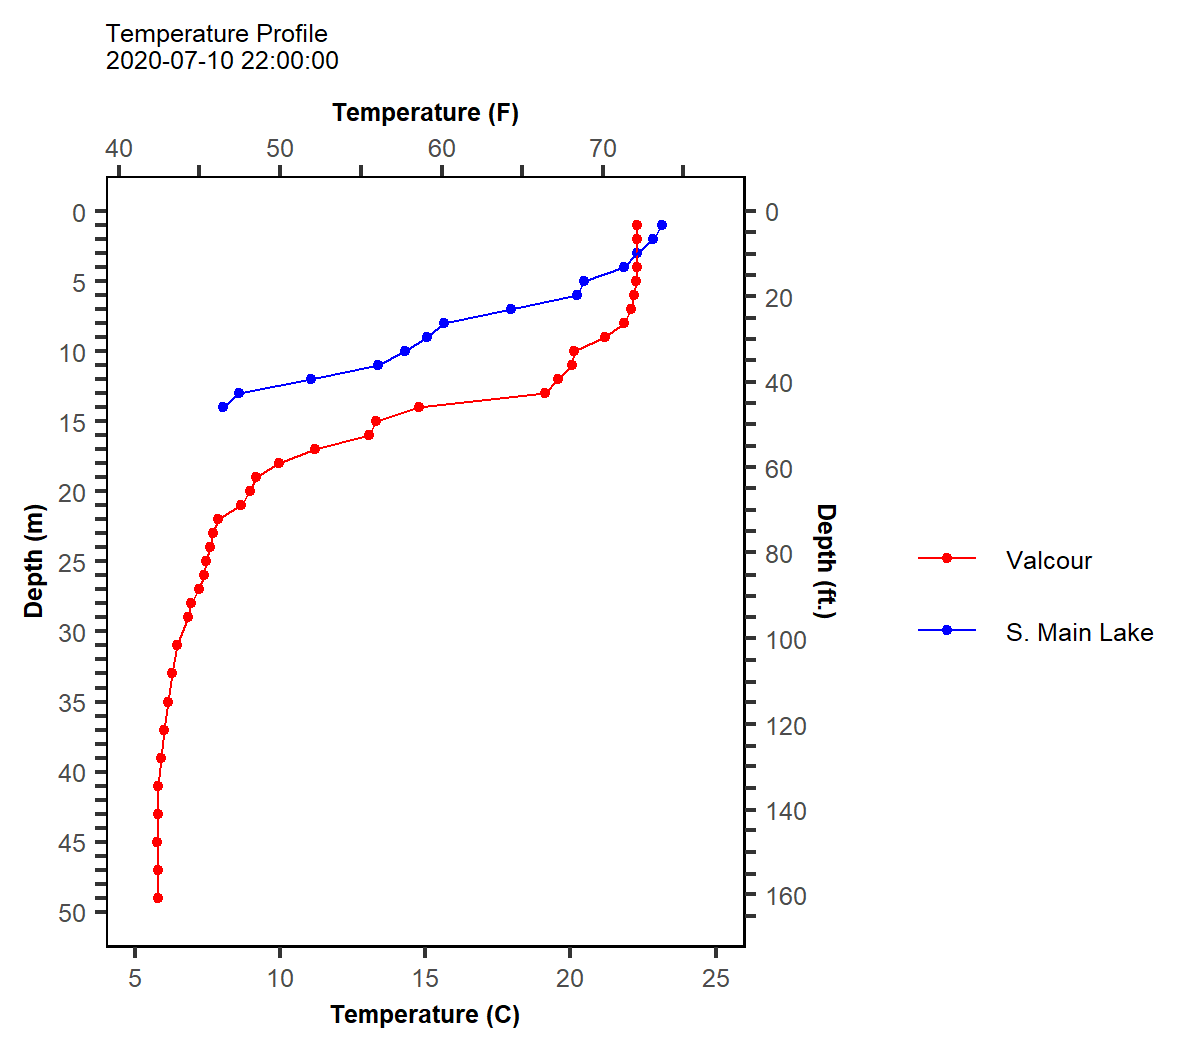 Temperature Profile
2020-07-10 22:00:00
Temperature (F)
40 50 60 70
0
5
10
15
20
25
30
35
40
45
50
Depth (m)
0
20
40
60
80
100
120
140
160
Depth (ft.)
Valcour
S. Main Lake
5 10 15 20 25
Temperature (C)